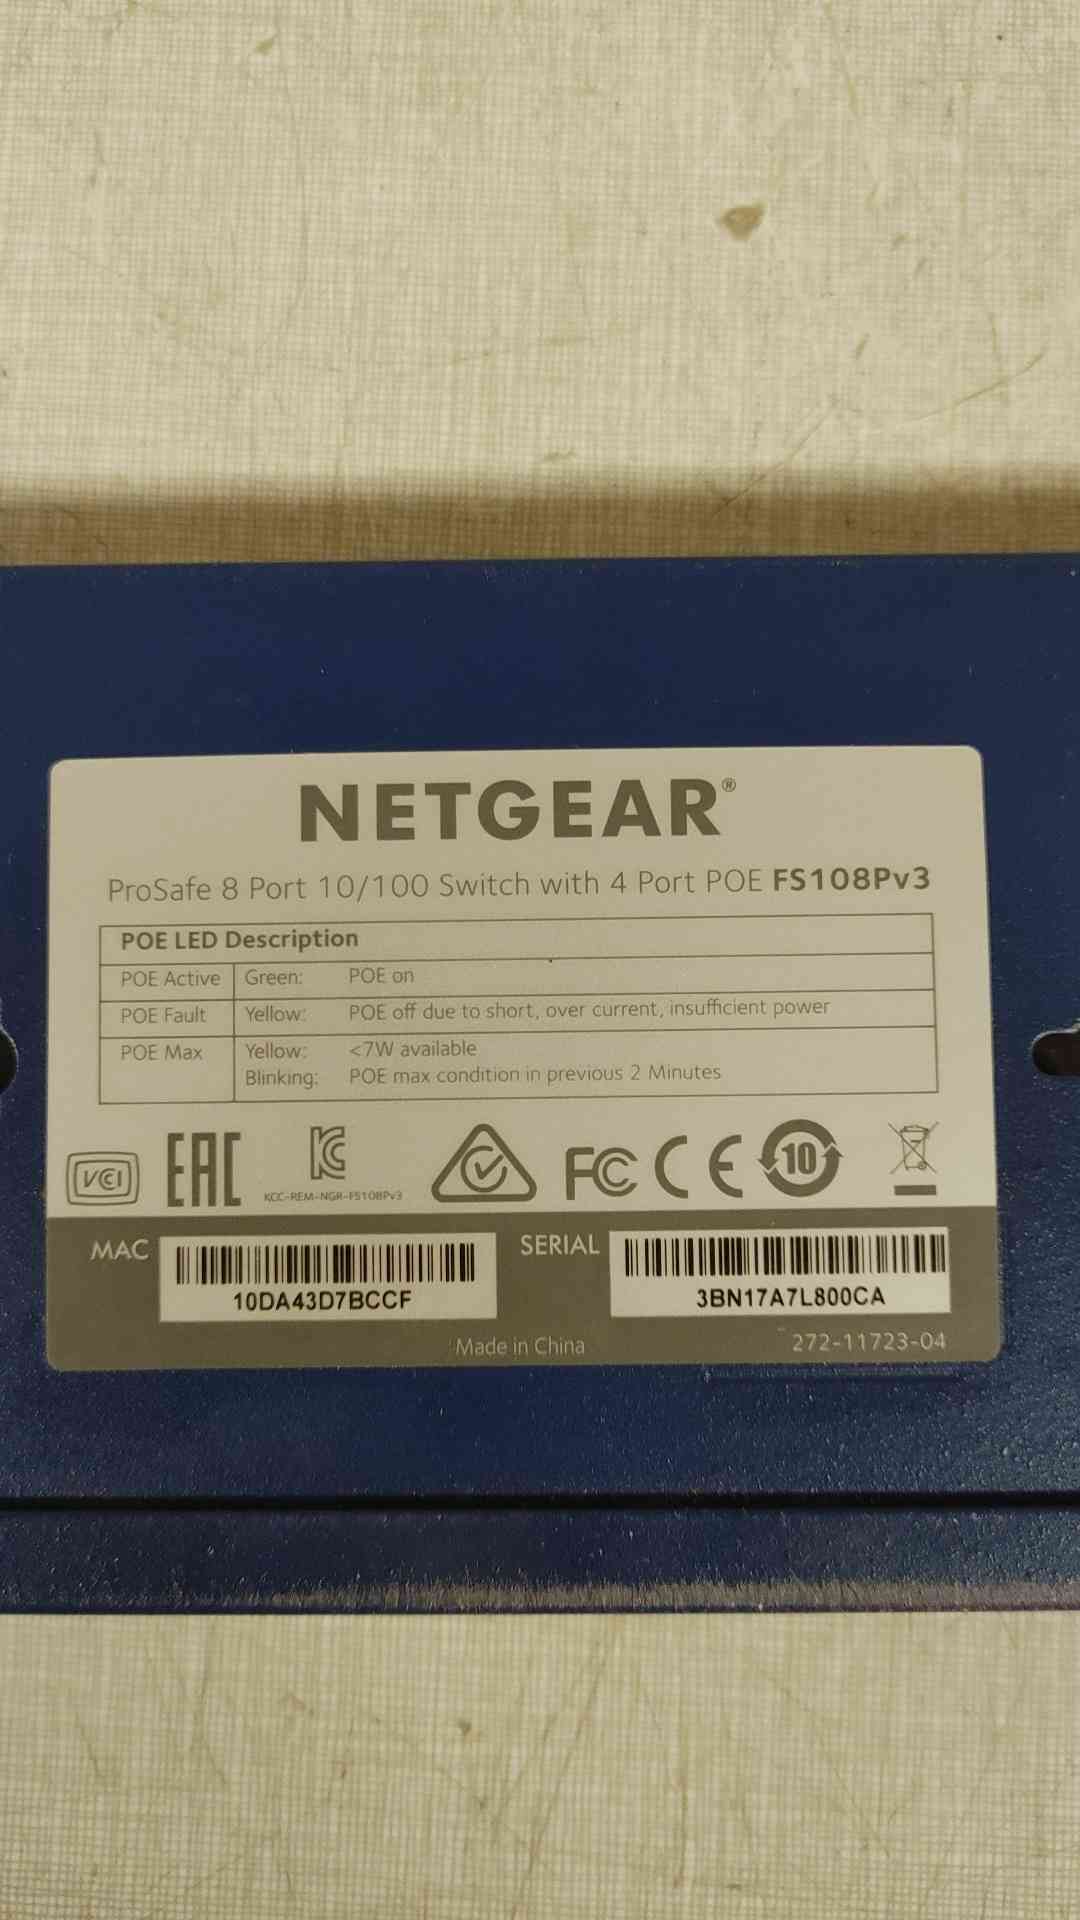 NETGEAR®
ProSafe 8 Port 10/100 Switch with 4 Port POE FS108Pv3
POE LED Description
POE Active Green: POE on
POE Fault Yellow: POE off due to short, over current, insufficient power
POE Max Yellow: <7W available
Blinking: POE max condition in previous 2 Minutes
VCI EAC KC FC CE 10
KCC-REM-NGR-FS108Pv3
MAC SERIAL
10DA43D7BCCF 3BN17A7L800CA
Made in China 272-11723-04